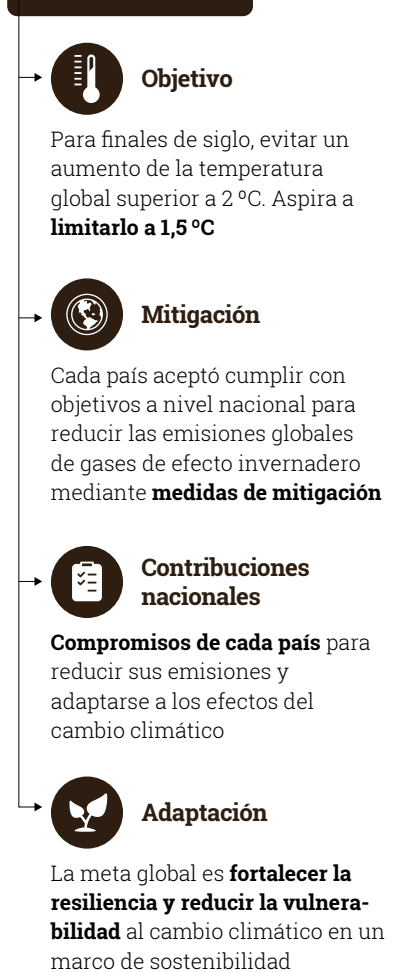 Objetivo
Para finales de siglo, evitar un
aumento de la temperatura
global superior a 2 ºC. Aspira a
limitarlo a 1,5 ºC
Mitigación
Cada país aceptó cumplir con
objetivos a nivel nacional para
reducir las emisiones globales
de gases de efecto invernadero
mediante medidas de mitigación
Contribuciones
nacionales
Compromisos de cada país para
reducir sus emisiones y
adaptarse a los efectos del
cambio climático
Adaptación
La meta global es fortalecer la
resiliencia y reducir la vulnera-
bilidad al cambio climático en un
marco de sostenibilidad